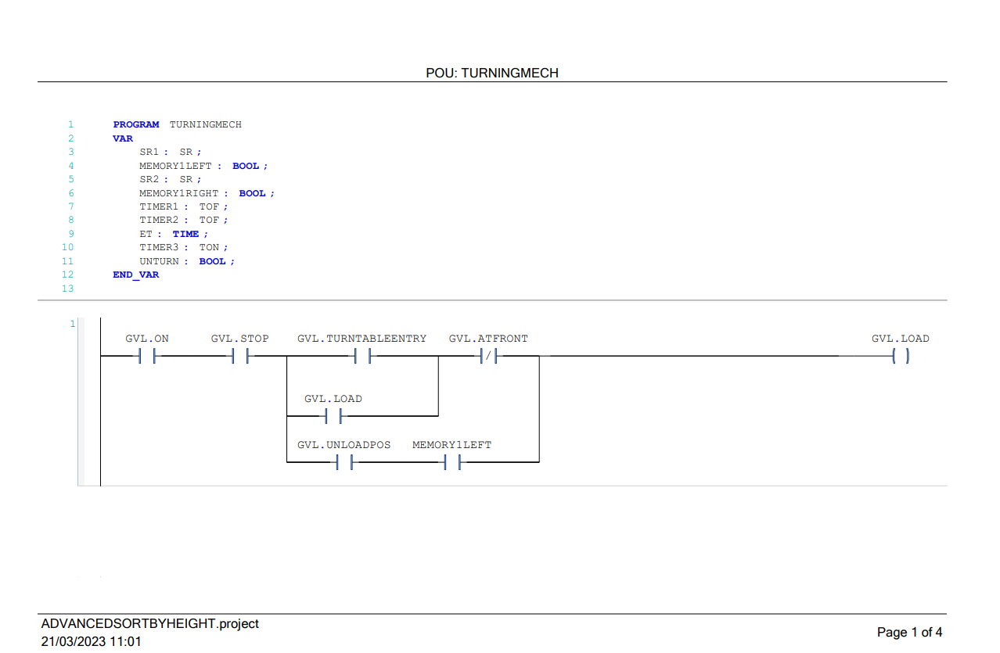 POU: TURNINGMECH
1 PROGRAM TURNINGMECH
2 VAR
3 SR1 : SR ;
4 MEMORY1LEFT : BOOL ;
5 SR2 : SR ;
6 MEMORY1RIGHT : BOOL ;
7 TIMER1 : TOF ;
8 TIMER2 : TOF ;
9 ET : TIME ;
10 TIMER3 : TON ;
11 UNTURN : BOOL ;
12 END_VAR
13
1
GVL.ON GVL.STOP GVL.TURNTABLEENTRY GVL.ATFRONT GVL.LOAD
GVL.LOAD
GVL.UNLOADPOS MEMORY1LEFT
ADVANCEDSORTBYHEIGHT.project
21/03/2023 11:01
Page 1 of 4